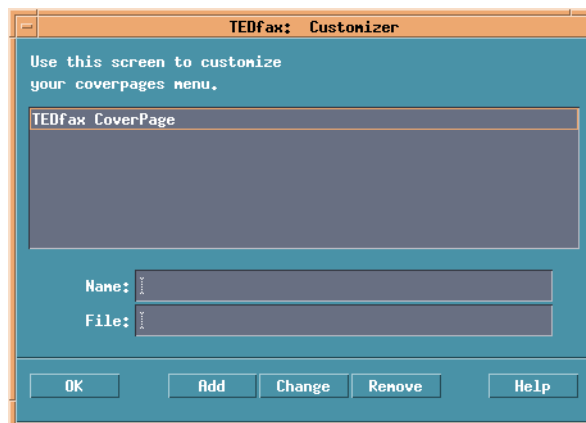 TEDfax: Customizer
Use this screen to customize
your coverpages menu.
TEDfax CoverPage
Name:
File:
OK Add Change Remove Help